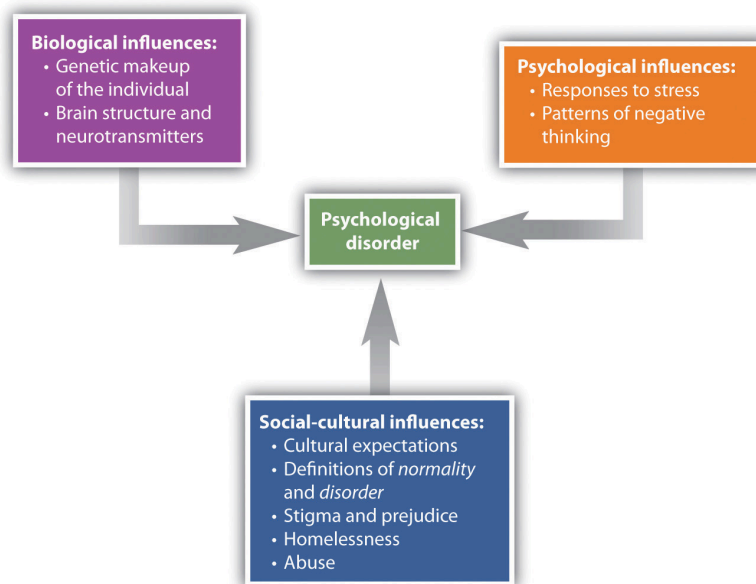 Biological influences:
• Genetic makeup
of the individual
• Brain structure and
neurotransmitters
Psychological influences:
• Responses to stress
• Patterns of negative
thinking
Psychological
disorder
Social-cultural influences:
• Cultural expectations
• Definitions of normality
and disorder
• Stigma and prejudice
• Homelessness
• Abuse